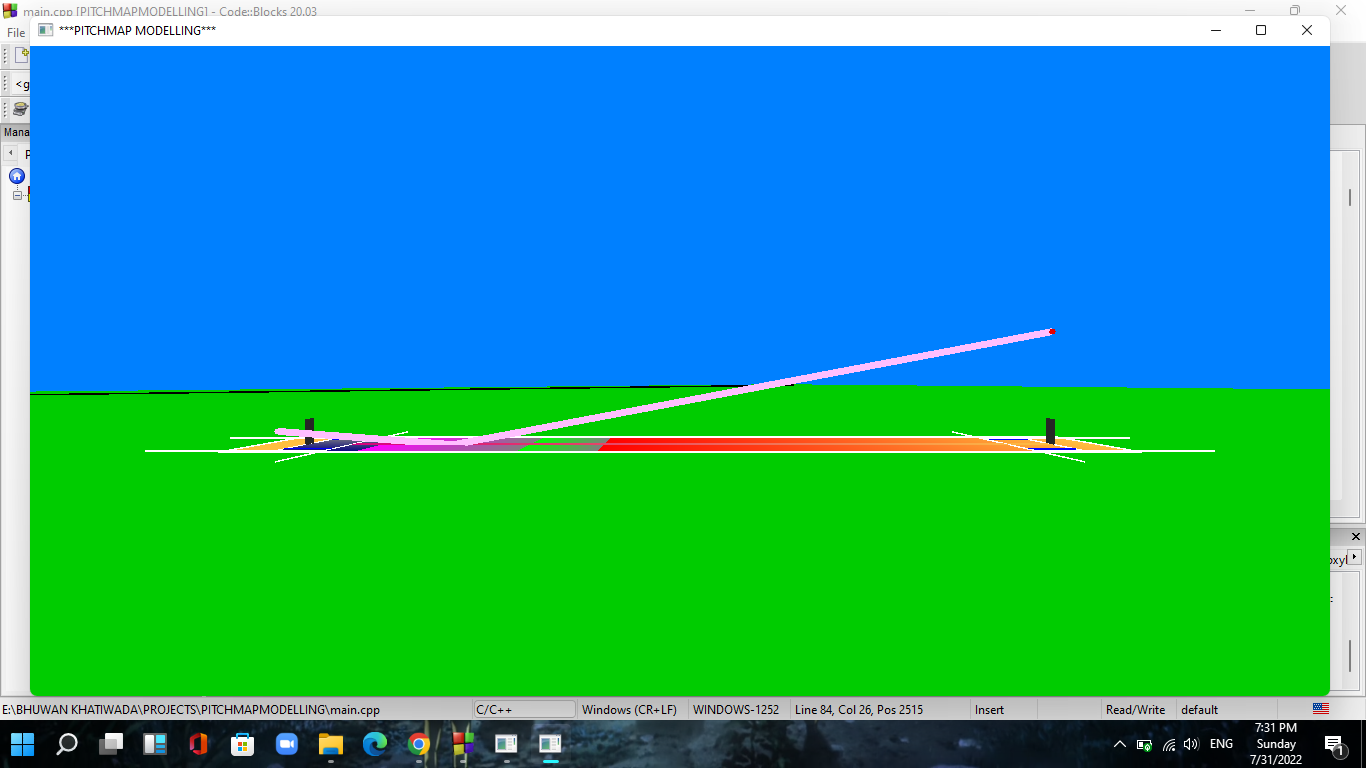 main.cpp [PITCHMAPMODELLING] - Code::Blocks 20.03
***PITCHMAP MODELLING***
File
<g
Mana
P
oxyl
E:\BHUWAN KHATIWADA\PROJECTS\PITCHMAPMODELLING\main.cpp
C/C++
Windows (CR+LF)
WINDOWS-1252
Line 84, Col 26, Pos 2515
Insert
Read/Write
default
ENG
7:31 PM
Sunday
7/31/2022
1